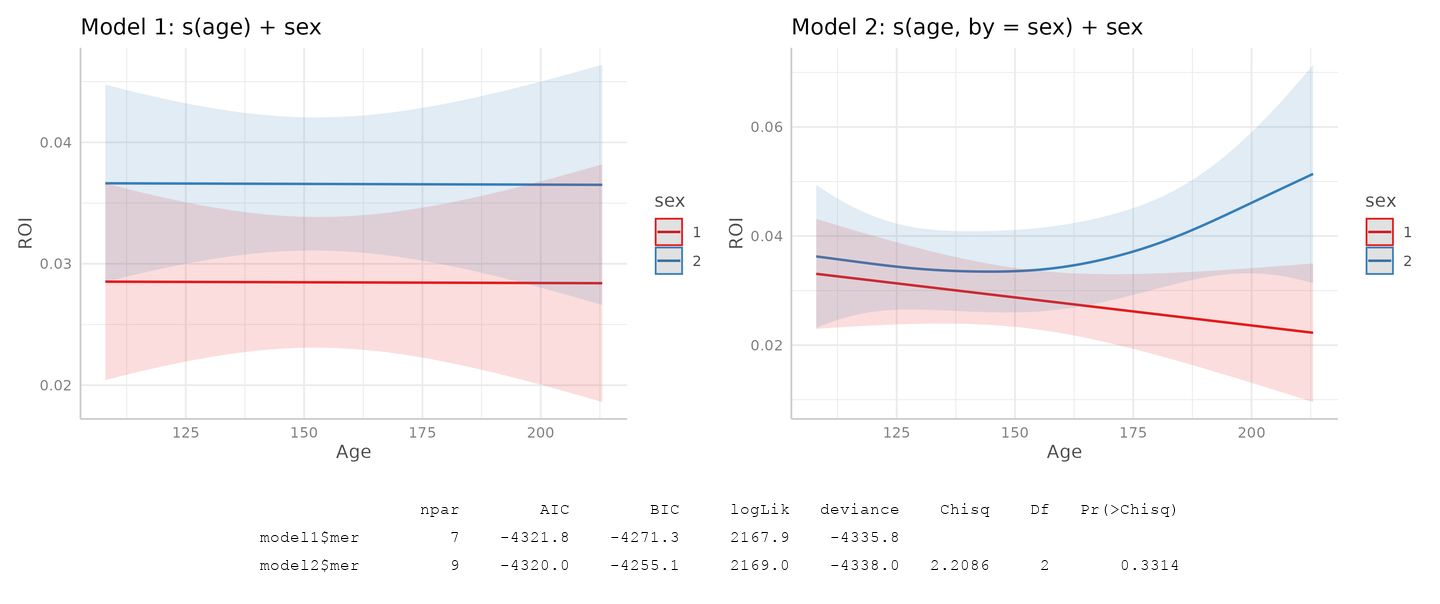 Model 1: s(age) + sex
0.04
0.03
0.02
ROI
125 150 175 200
Age
sex
1
2
Model 2: s(age, by = sex) + sex
0.06
0.04
0.02
ROI
125 150 175 200
Age
sex
1
2
npar AIC BIC logLik deviance Chisq Df Pr(>Chisq)
model1$mer 7 -4321.8 -4271.3 2167.9 -4335.8
model2$mer 9 -4320.0 -4255.1 2169.0 -4338.0 2.2086 2 0.3314